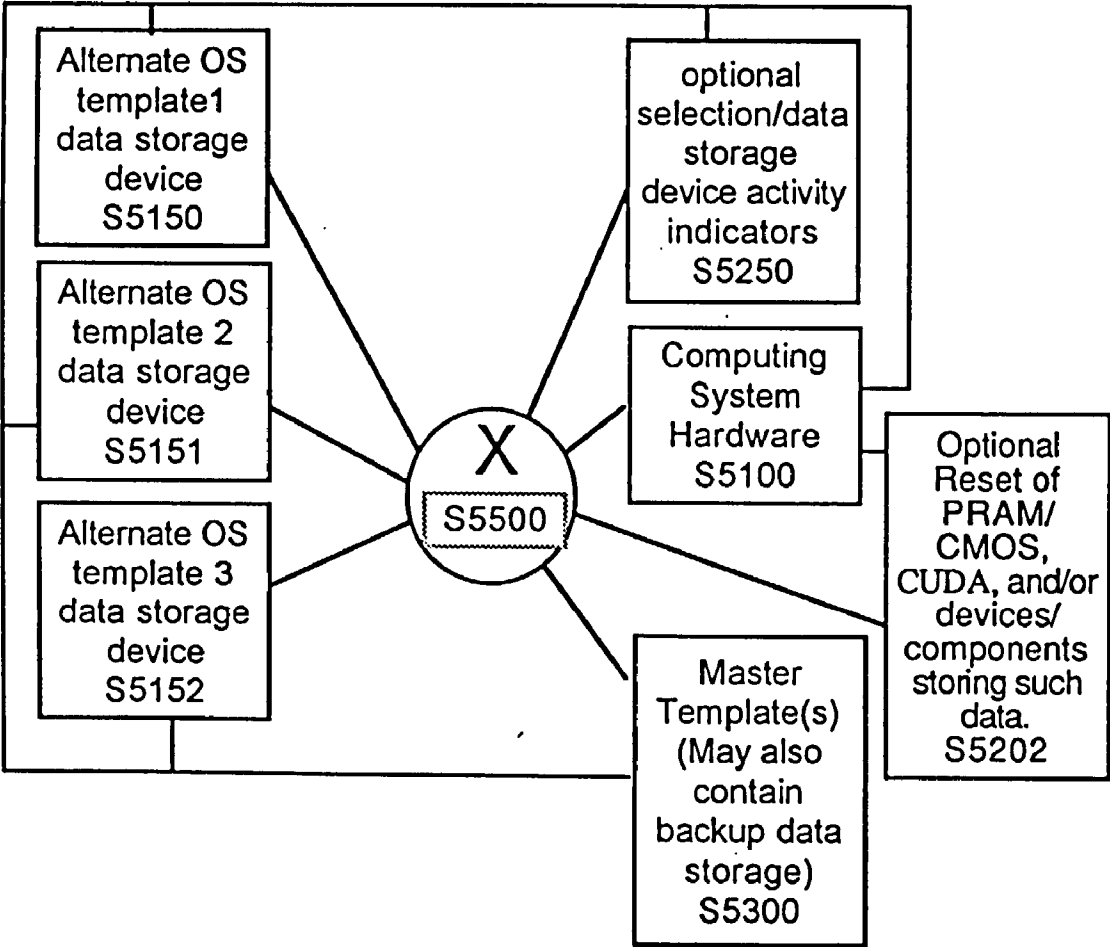 Alternate OS
template1
data storage
device
S5150
Alternate OS
template 2
data storage
device
S5151
Alternate OS
template 3
data storage
device
S5152
X
S5500
optional
selection/data
storage
device activity
indicators
S5250
Computing
System
Hardware
S5100
Optional
Reset of
PRAM/
CMOS,
CUDA, and/or
devices/
components
storing such
data.
S5202
Master
Template(s)
(May also
contain
backup data
storage)
S5300